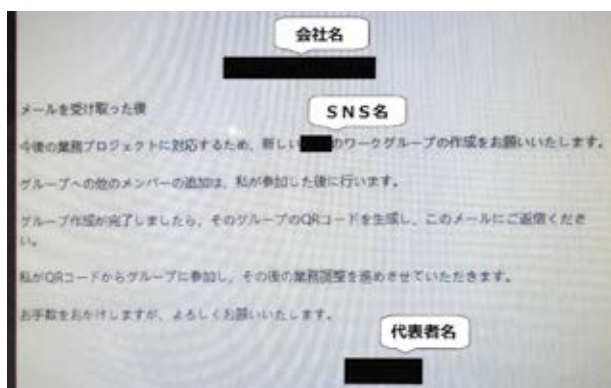 会社名
メールを受け取った後
SNS名
今後の業務プロジェクトに対応するため、新しい のワークグループの作成をお願いいたします。
グループへの他のメンバーの追加は、私が参加した後に行います。
グループ作成が完了しましたら、そのグループのQRコードを生成し、このメールにご返信くださ
い。
私がQRコードからグループに参加し、その後の業務調整を進めさせていただきます。
お手数をおかけしますが、よろしくお願いいたします。
代表者名